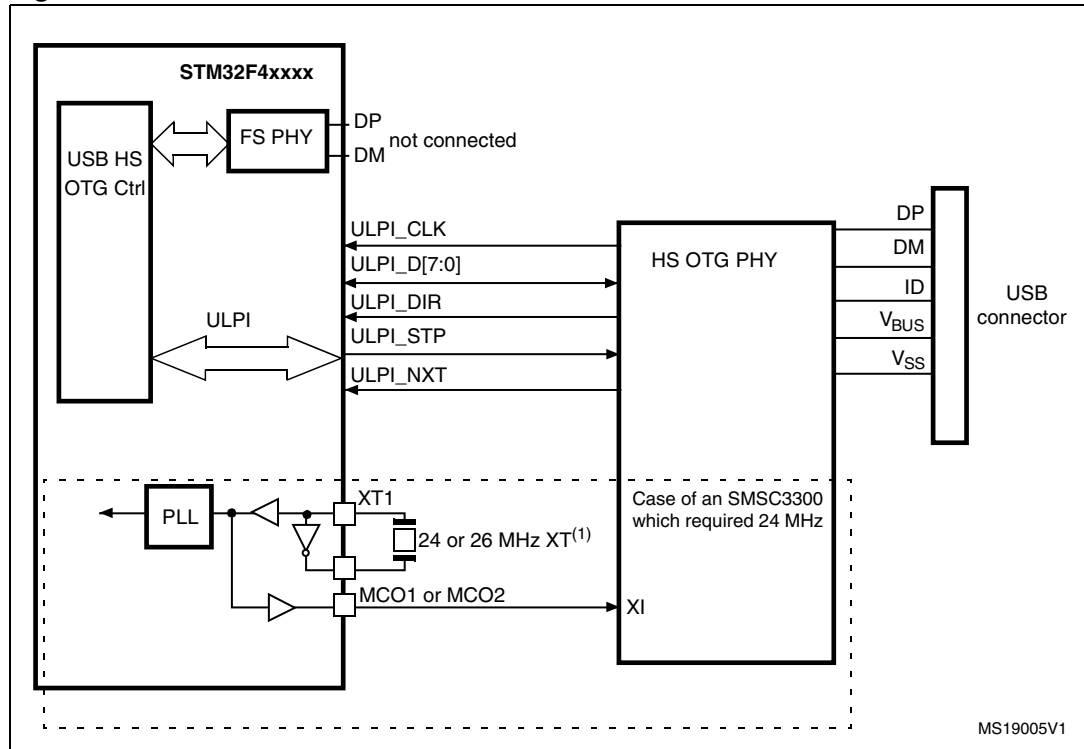 STM32F4xxxx
FS PHY
DP
DM
not connected
USB HS
OTG Ctrl
ULPI
ULPI_CLK
ULPI_D[7:0]
ULPI_DIR
ULPI_STP
ULPI_NXT
HS OTG PHY
DP
DM
ID
VBUS
VSS
USB
connector
PLL
XT1
24 or 26 MHz XT(1)
MCO1 or MCO2
XI
Case of an SMSC3300
which required 24 MHz
MS19005V1